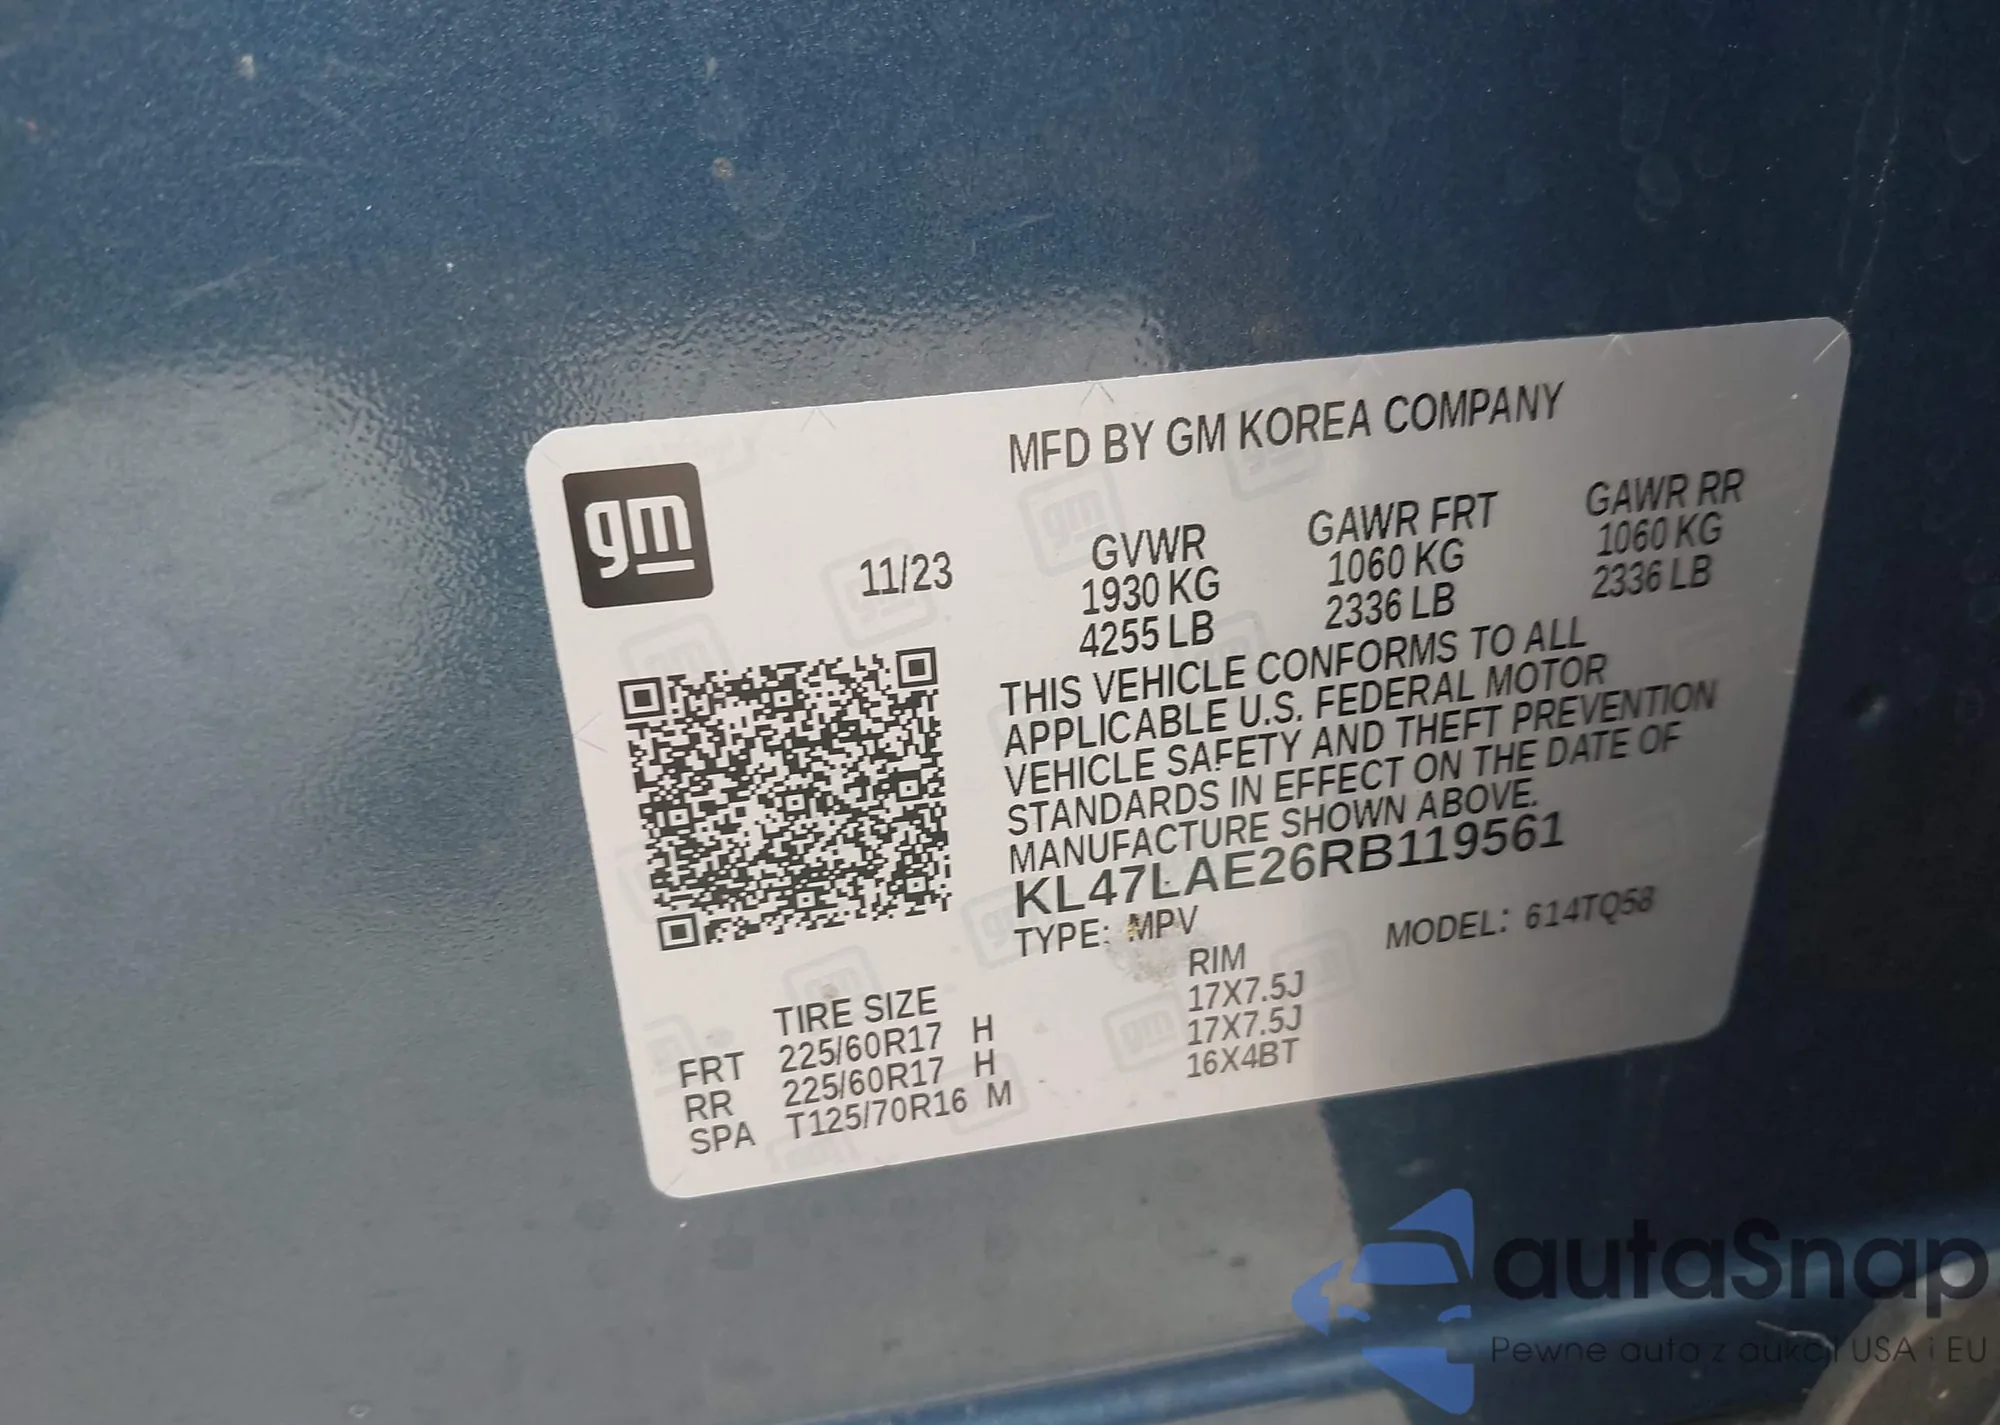 MFD BY GM KOREA COMPANY
gm
11/23
GVWR GAWR FRT GAWR RR
1930 KG 1060 KG 1060 KG
4255 LB 2336 LB 2336 LB
THIS VEHICLE CONFORMS TO ALL
APPLICABLE U.S. FEDERAL MOTOR
VEHICLE SAFETY AND THEFT PREVENTION
STANDARDS IN EFFECT ON THE DATE OF
MANUFACTURE SHOWN ABOVE.
KL47LAE26RB119561
TYPE: MPV MODEL: 614TQ58
TIRE SIZE RIM
FRT 225/60R17 H 17X7.5J
RR 225/60R17 H 17X7.5J
SPA T125/70R16 M 16X4BT
autaSnap
Pewne auta z aukcji USA i EU